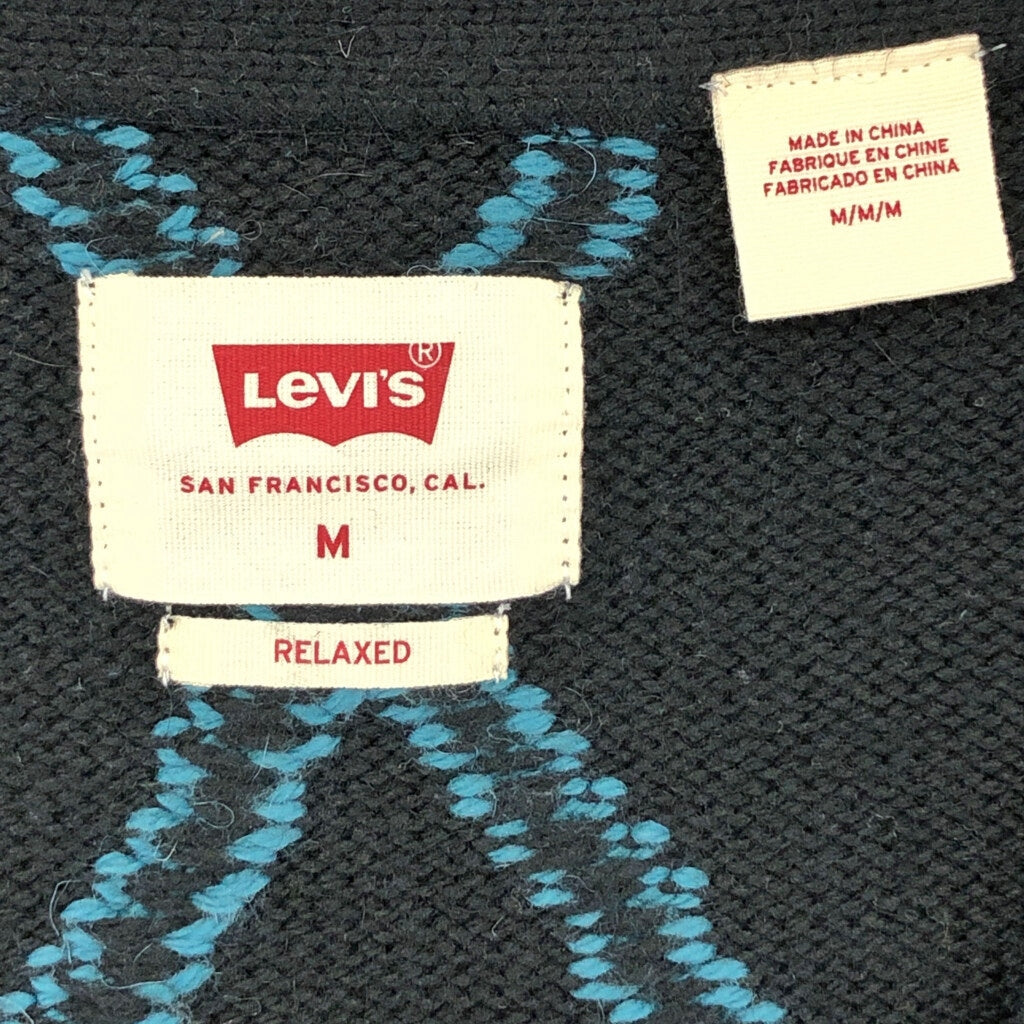 LEVI'S®
SAN FRANCISCO, CAL.
M
RELAXED
MADE IN CHINA
FABRIQUE EN CHINE
FABRICADO EN CHINA
M/M/M